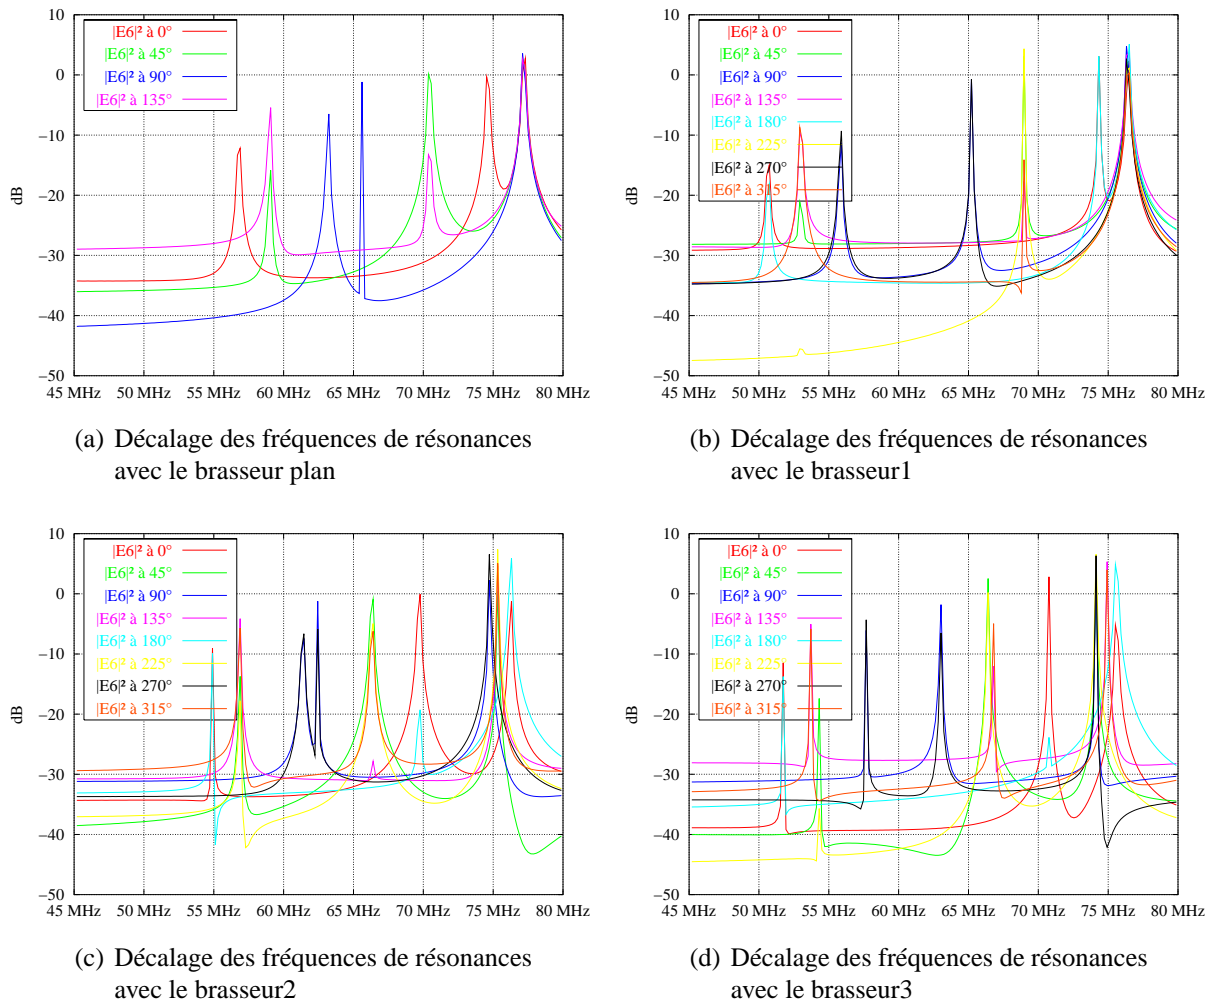 10
|E6|² à 0°
|E6|² à 45°
|E6|² à 90°
|E6|² à 135°
0
−10
−20
−30
−40
−50
dB
45 MHz 50 MHz 55 MHz 60 MHz 65 MHz 70 MHz 75 MHz 80 MHz
(a) Décalage des fréquences de résonances
avec le brasseur plan
10
|E6|² à 0°
|E6|² à 45°
|E6|² à 90°
|E6|² à 135°
|E6|² à 180°
|E6|² à 225°
|E6|² à 270°
|E6|² à 315°
0
−10
−20
−30
−40
−50
dB
45 MHz 50 MHz 55 MHz 60 MHz 65 MHz 70 MHz 75 MHz 80 MHz
(b) Décalage des fréquences de résonances
avec le brasseur1
10
|E6|² à 0°
|E6|² à 45°
|E6|² à 90°
|E6|² à 135°
|E6|² à 180°
|E6|² à 225°
|E6|² à 270°
|E6|² à 315°
0
−10
−20
−30
−40
−50
dB
45 MHz 50 MHz 55 MHz 60 MHz 65 MHz 70 MHz 75 MHz 80 MHz
(c) Décalage des fréquences de résonances
avec le brasseur2
10
|E6|² à 0°
|E6|² à 45°
|E6|² à 90°
|E6|² à 135°
|E6|² à 180°
|E6|² à 225°
|E6|² à 270°
|E6|² à 315°
0
−10
−20
−30
−40
−50
dB
45 MHz 50 MHz 55 MHz 60 MHz 65 MHz 70 MHz 75 MHz 80 MHz
(d) Décalage des fréquences de résonances
avec le brasseur3